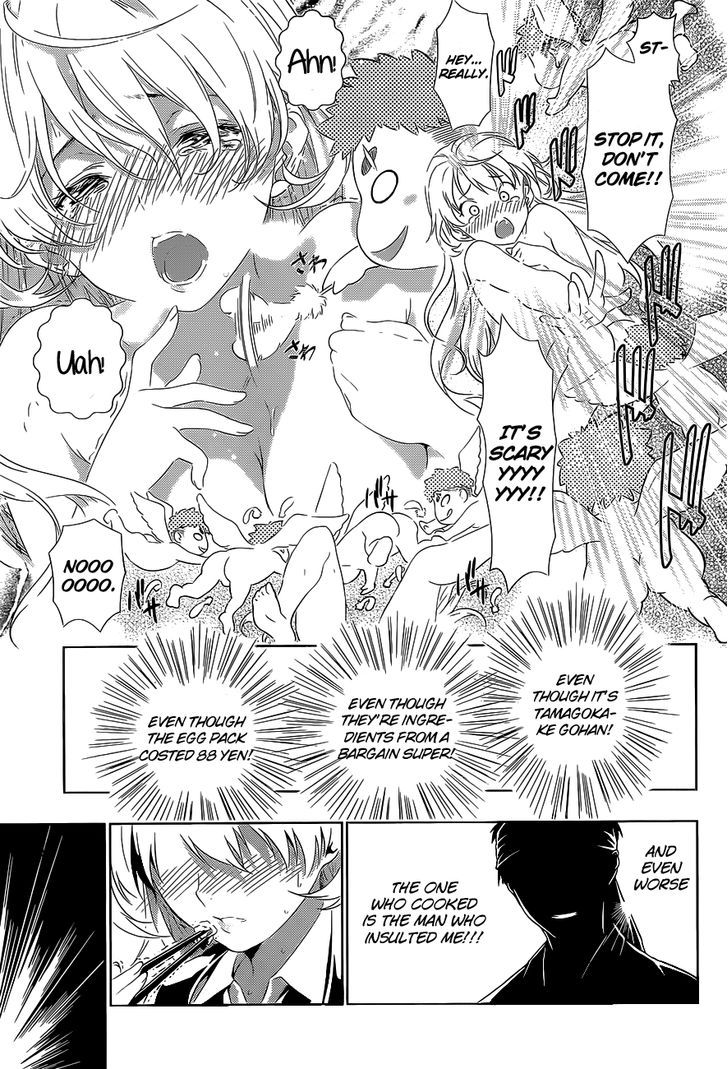 ST-
STOP IT,
DON'T
COME!!
HEY...
REALLY.
Ahn!
Uah!
IT'S
SCARY
YYYY
YYY!!
NOOO
OOOO.
EVEN
THOUGH IT'S
TAMAGOKA-
KE GOHAN!
EVEN THOUGH
THEY'RE INGRE-
DIENTS FROM A
BARGAIN SUPER!
EVEN THOUGH
THE EGG PACK
COSTED 88 YEN!
AND
EVEN
WORSE
THE ONE
WHO COOKED
IS THE MAN WHO
INSULTED ME!!!